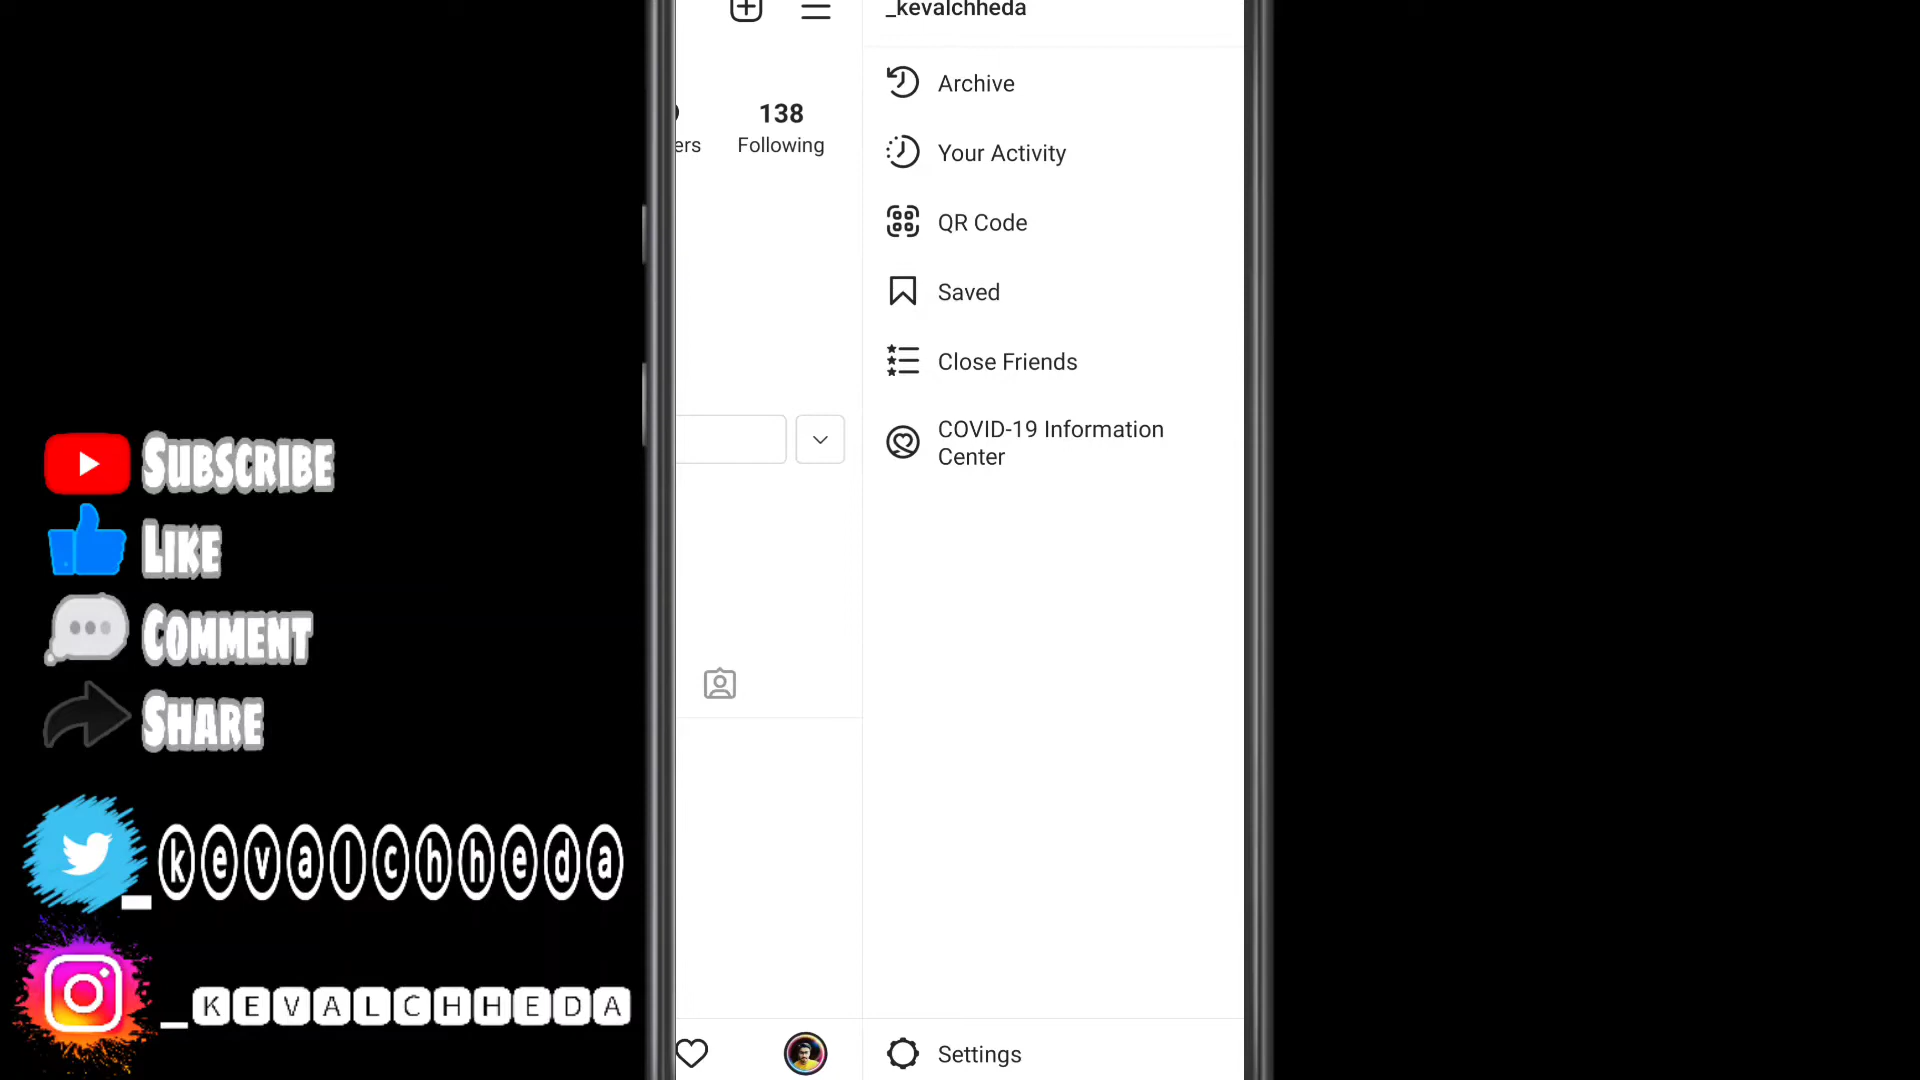 _kevalchheda
Archive
138
ers
Following
Your Activity
QR Code
Saved
Close Friends
COVID-19 Information
Center
SUBSCRIBE
LIKE
COMMENT
SHARE
_kevalchheda
_KEVALCHHEDA
Settings